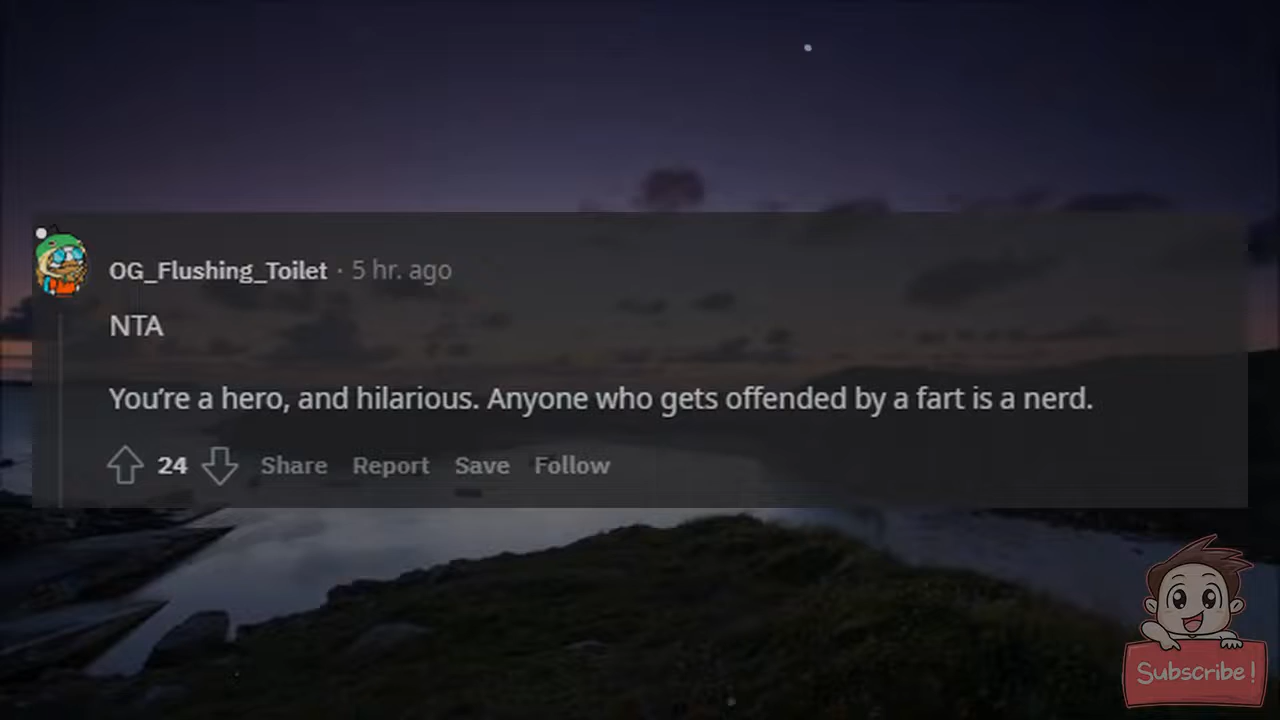 OG_Flushing_Toilet · 5 hr. ago
NTA
You’re a hero, and hilarious. Anyone who gets offended by a fart is a nerd.
24 Share Report Save Follow
Subscribe!